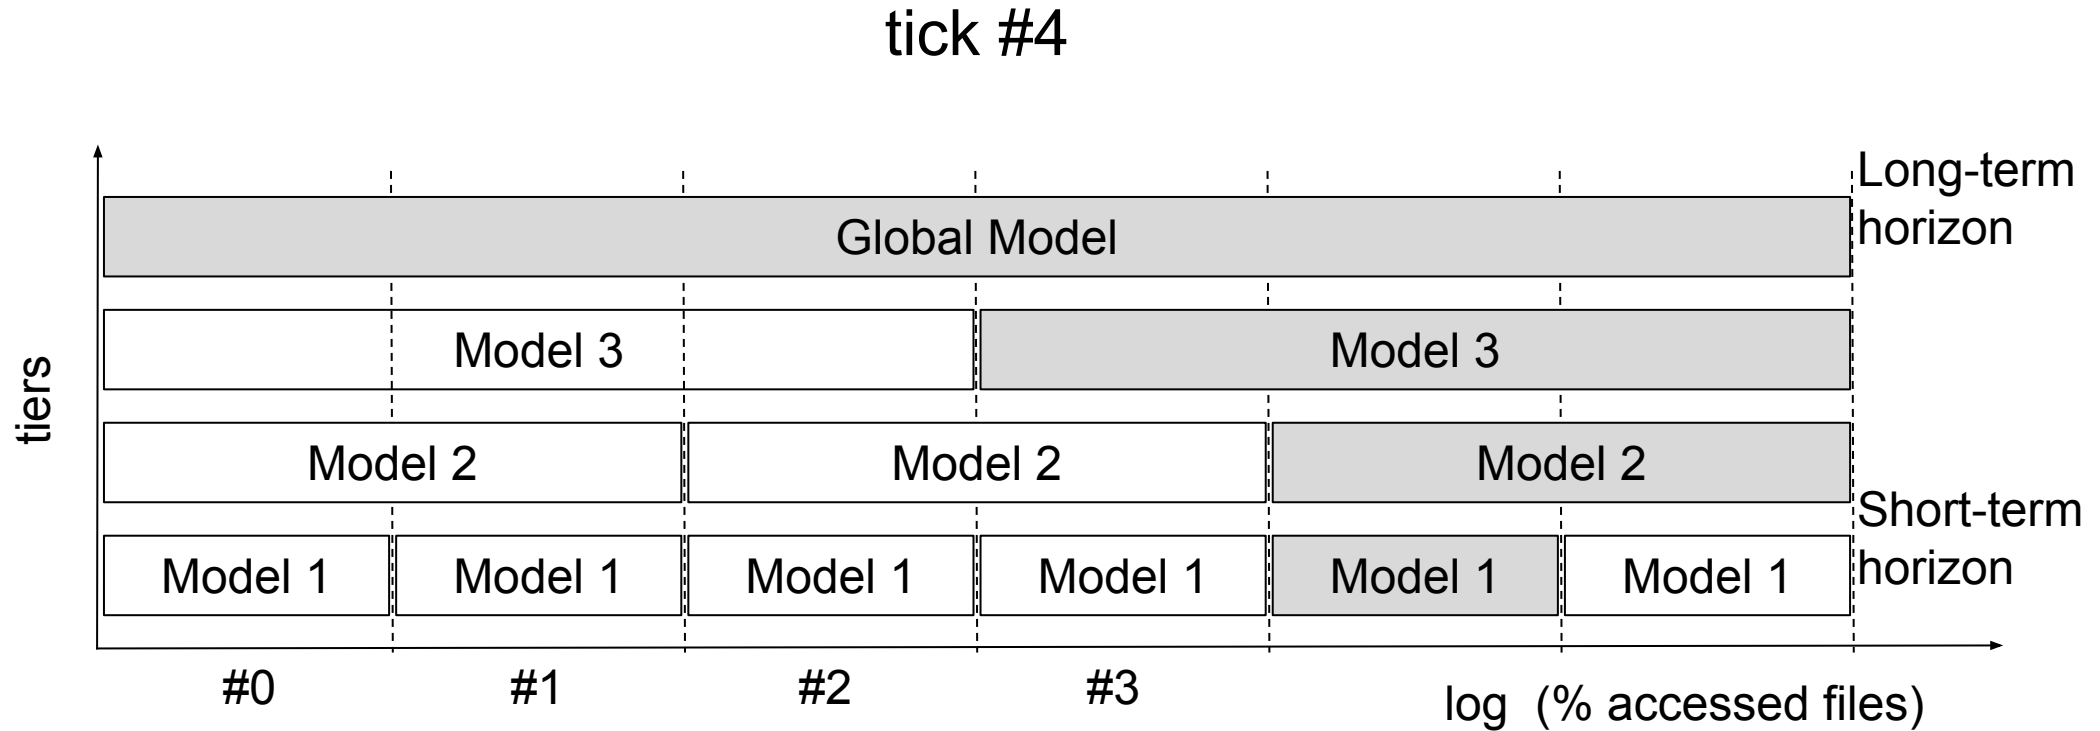 tick #4
Long-term
horizon
Global Model
Model 3 Model 3
tiers
Model 2 Model 2 Model 2
Short-term
horizon
Model 1 Model 1 Model 1 Model 1 Model 1 Model 1
#0 #1 #2 #3
log (% accessed files)